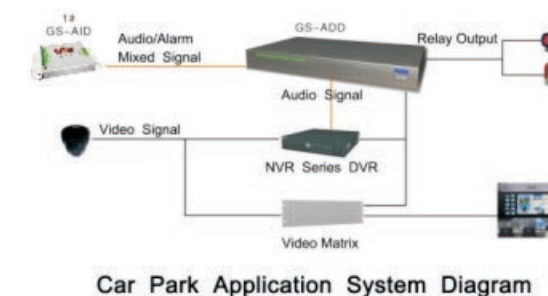 1#
GS-AID
Audio/Alarm
Mixed Signal
GS-ADD
Relay Output
Audio Signal
Video Signal
NVR Series DVR
Video Matrix
Car Park Application System Diagram